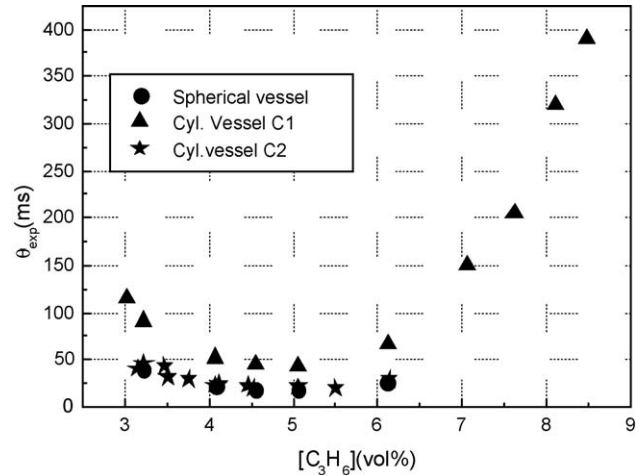 400
350
300
250
200
150
100
50
0
θexp(ms)
Spherical vessel
Cyl. Vessel C1
Cyl.vessel C2
3 4 5 6 7 8 9
[C3H6](vol%)